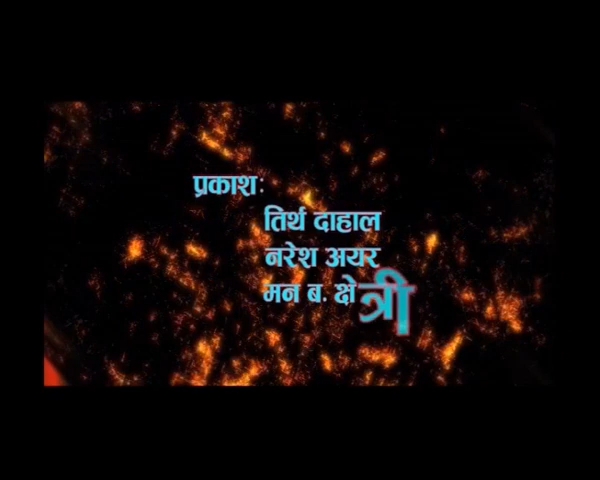 प्रकाश:
तिर्थ दाहाल
नरेश अयर
मन ब. क्षेत्री